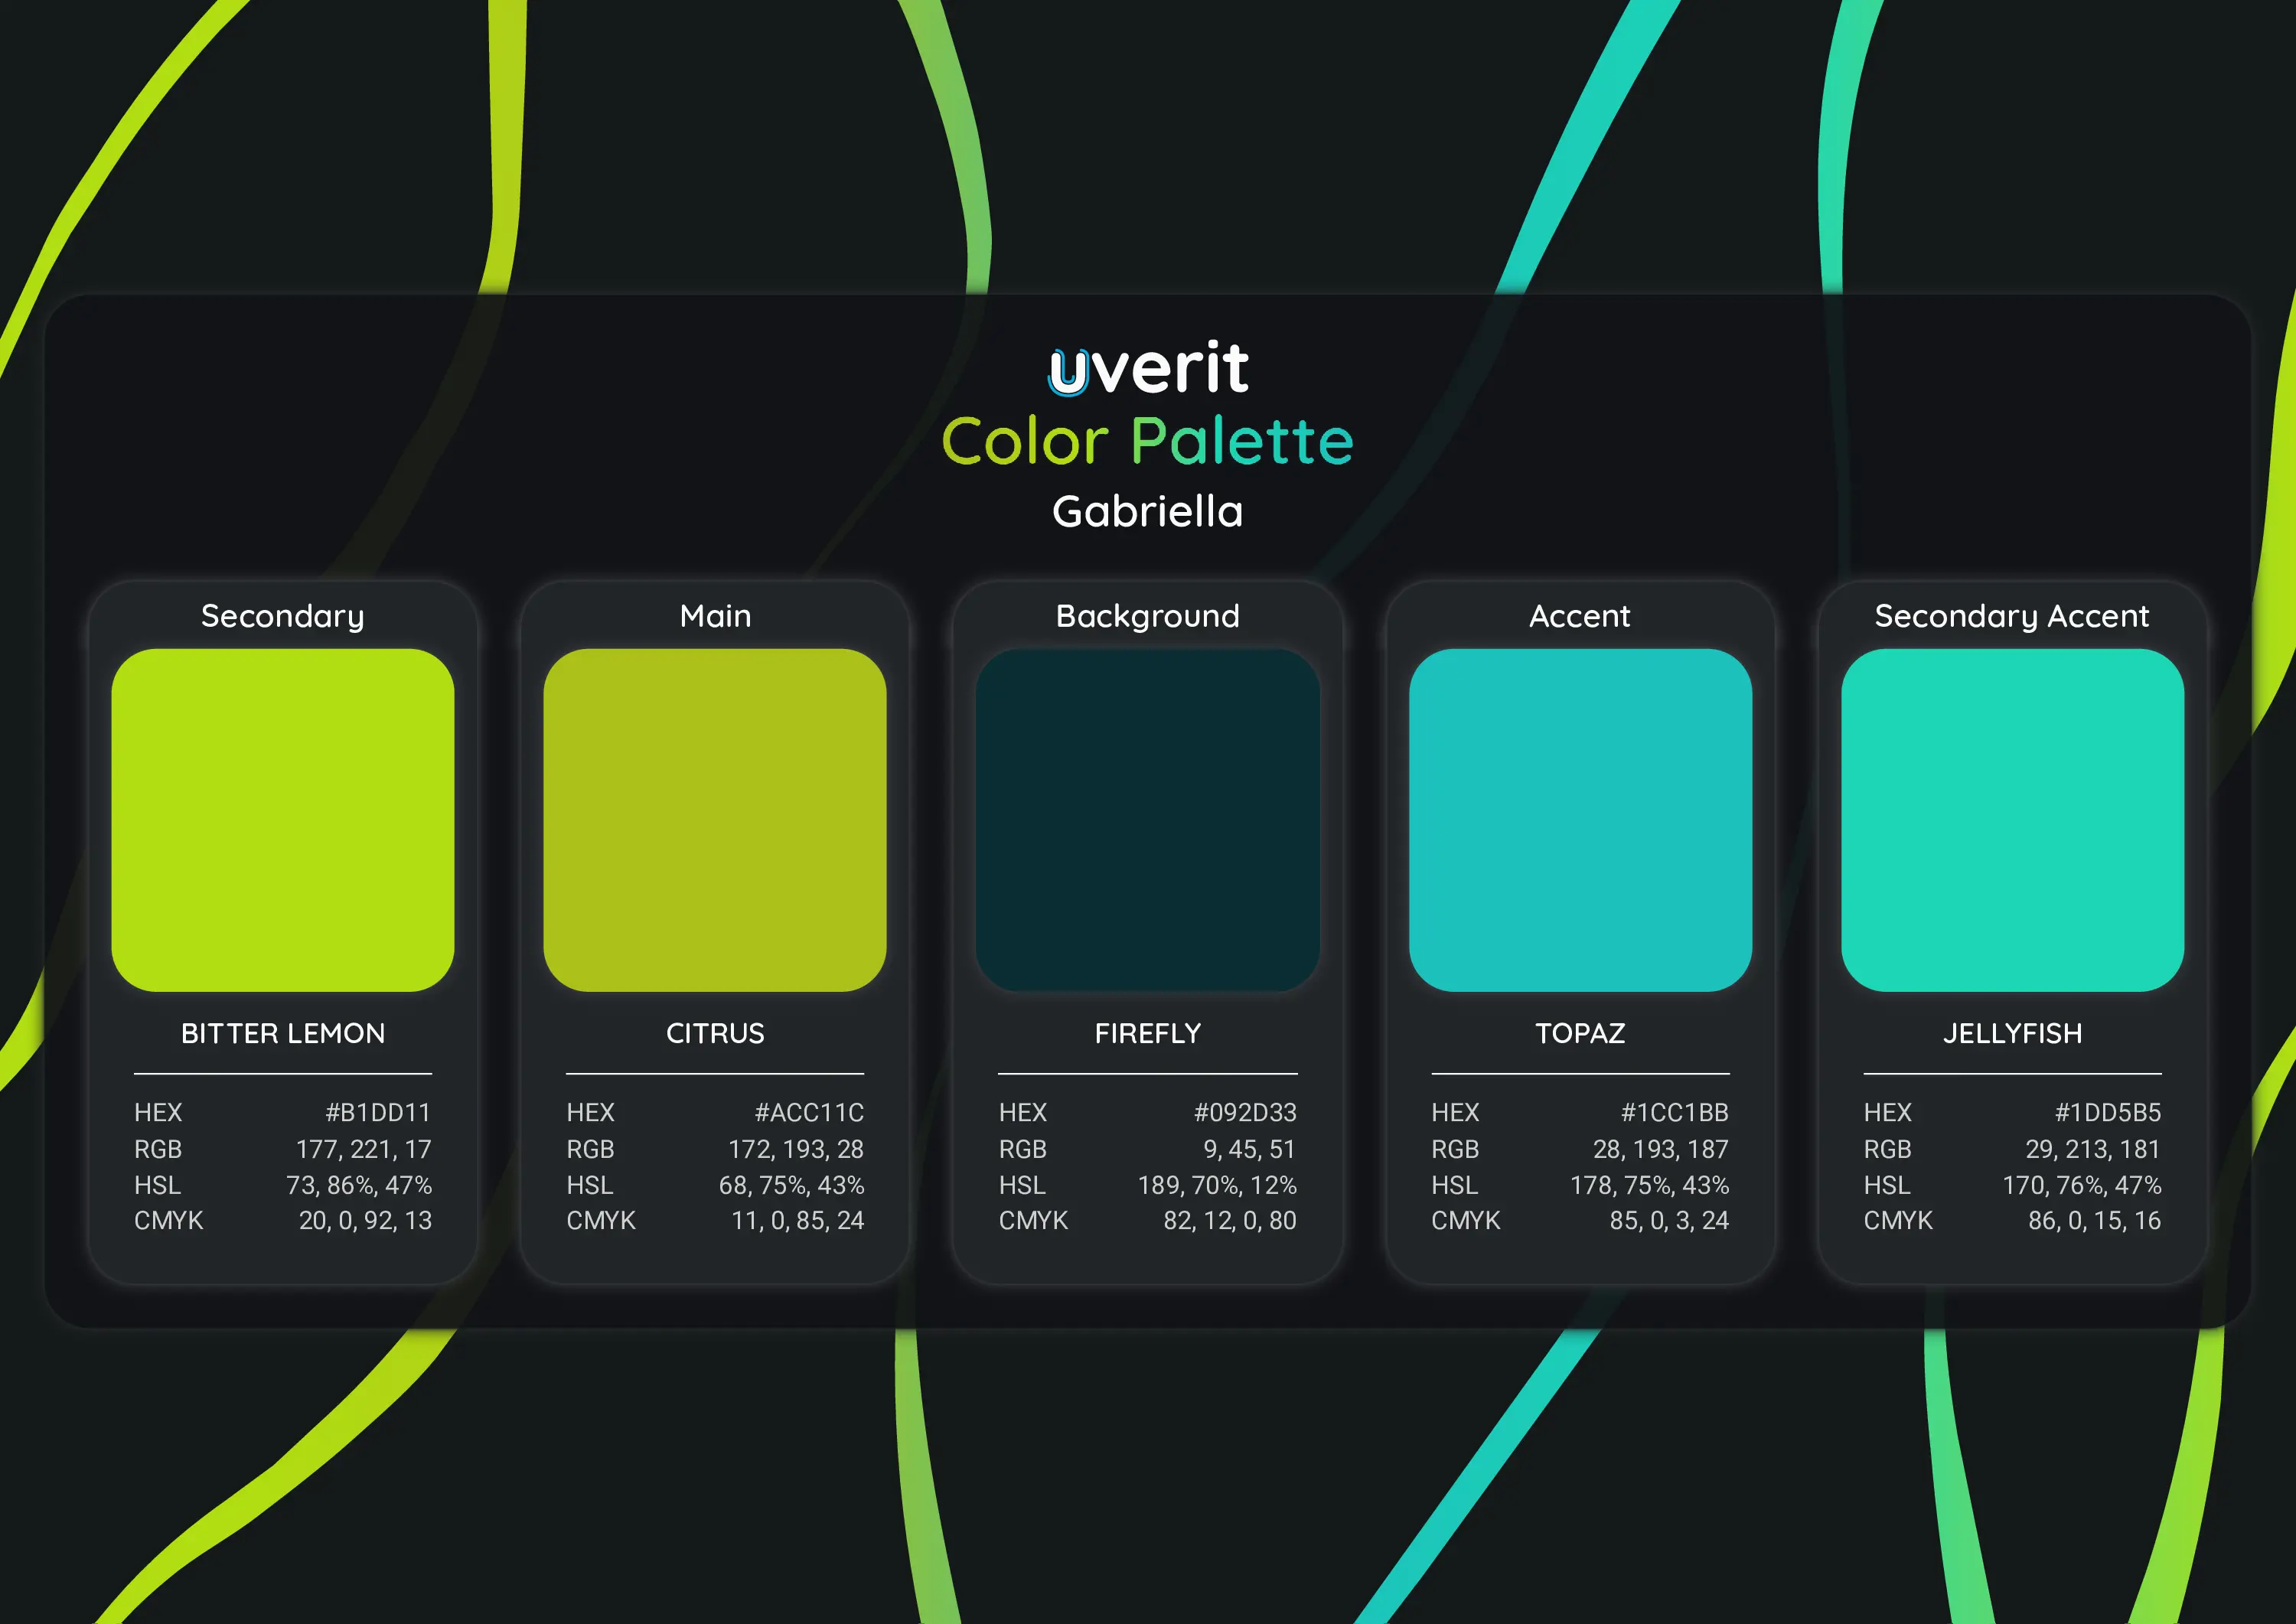 uverit
Color Palette
Gabriella
Secondary
BITTER LEMON
HEX #B1DD11
RGB 177, 221, 17
HSL 73, 86%, 47%
CMYK 20, 0, 92, 13
Main
CITRUS
HEX #ACC11C
RGB 172, 193, 28
HSL 68, 75%, 43%
CMYK 11, 0, 85, 24
Background
FIREFLY
HEX #092D33
RGB 9, 45, 51
HSL 189, 70%, 12%
CMYK 82, 12, 0, 80
Accent
TOPAZ
HEX #1CC1BB
RGB 28, 193, 187
HSL 178, 75%, 43%
CMYK 85, 0, 3, 24
Secondary Accent
JELLYFISH
HEX #1DD5B5
RGB 29, 213, 181
HSL 170, 76%, 47%
CMYK 86, 0, 15, 16